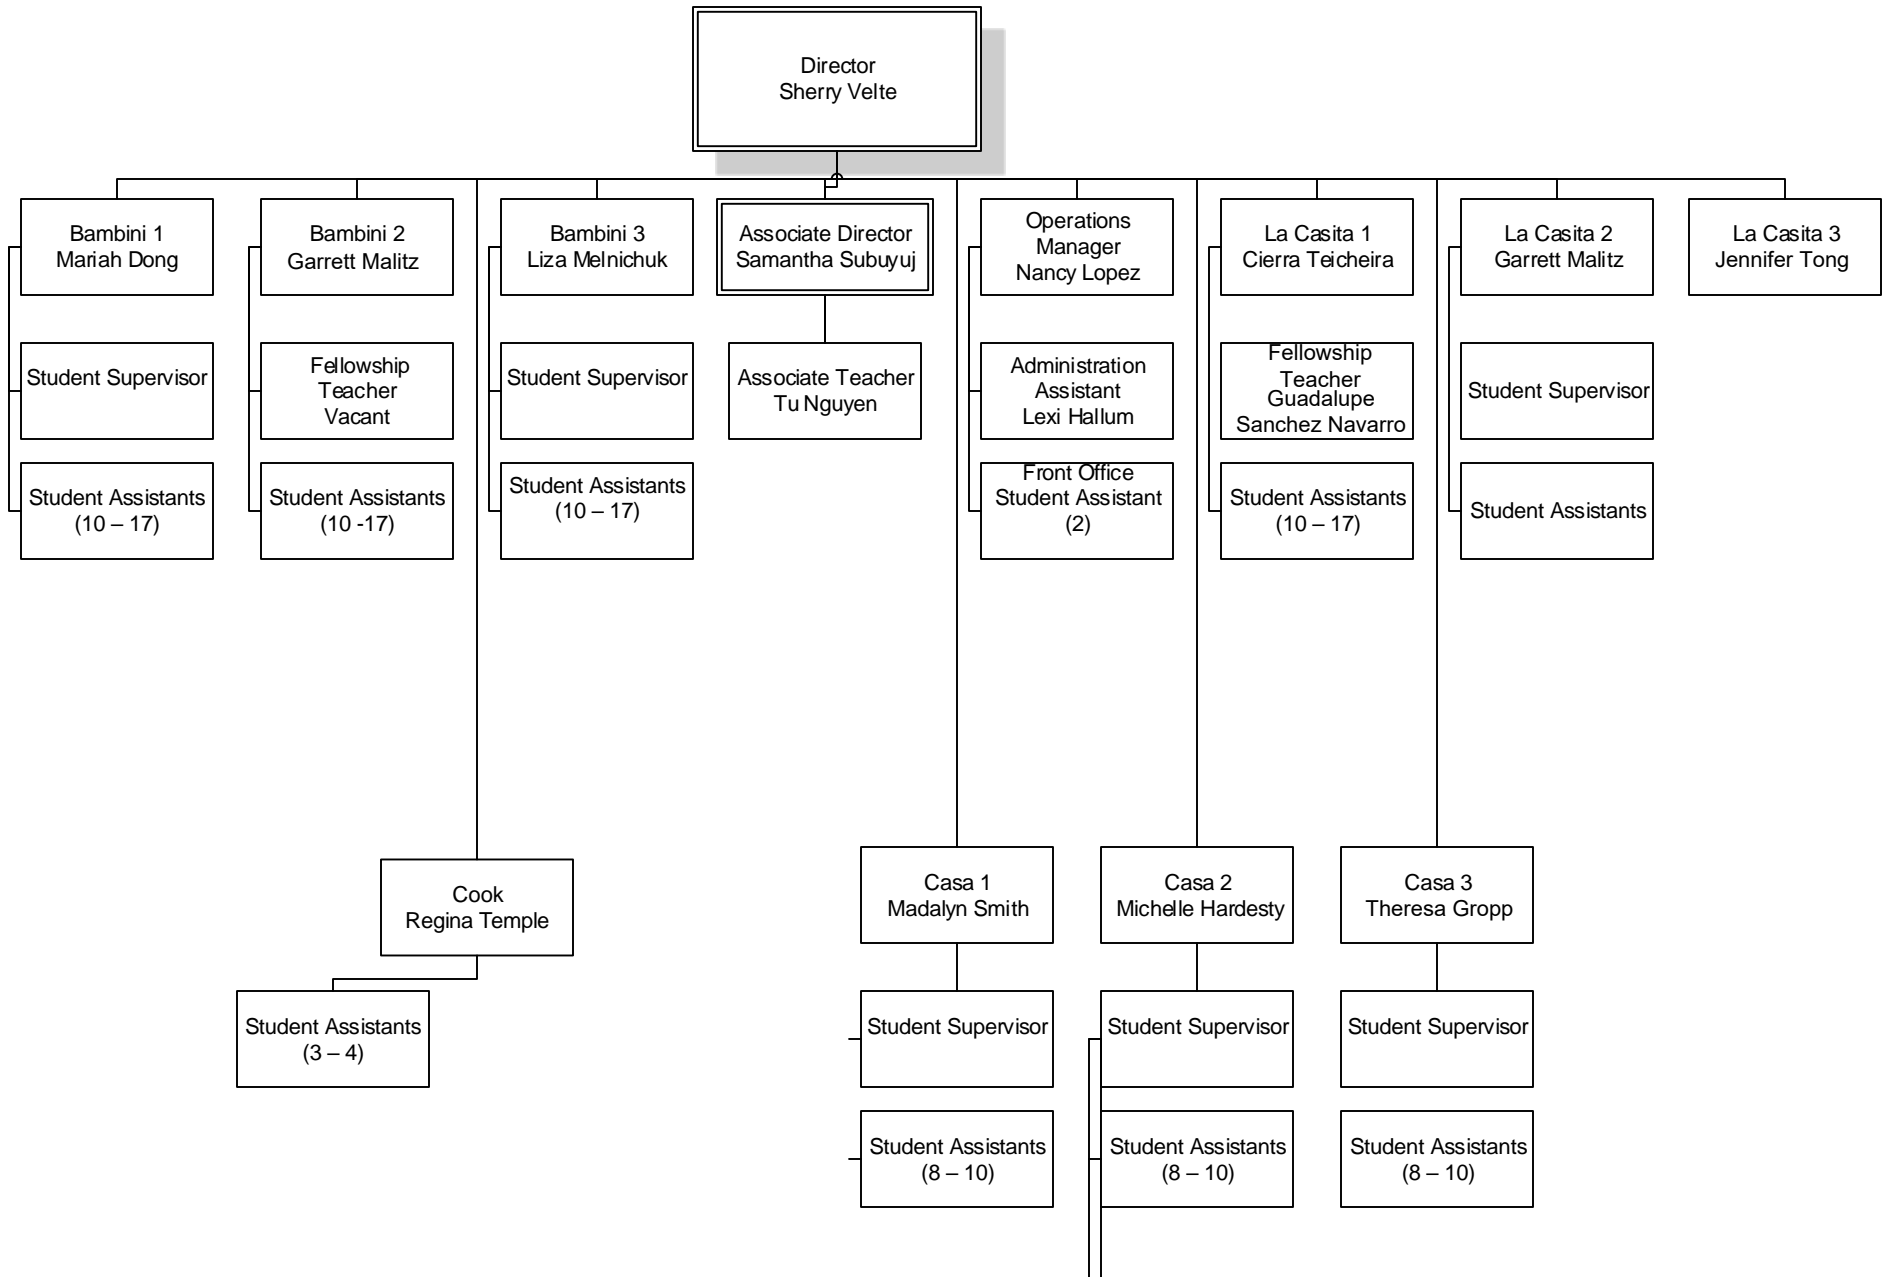 Director
Sherry Velte
Bambini 1
Mariah Dong
Bambini 2
Garrett Malitz
Bambini 3
Liza Melnichuk
Associate Director
Samantha Subuyuj
Operations
Manager
Nancy Lopez
La Casita 1
Cierra Teicheira
La Casita 2
Garrett Malitz
La Casita 3
Jennifer Tong
Student Supervisor
Fellowship
Teacher
Vacant
Student Supervisor
Associate Teacher
Tu Nguyen
Administration
Assistant
Lexi Hallum
Fellowship
Teacher
Guadalupe
Sanchez Navarro
Student Supervisor
Student Assistants
(10 – 17)
Student Assistants
(10 -17)
Student Assistants
(10 – 17)
Front Office
Student Assistant
(2)
Student Assistants
(10 – 17)
Student Assistants
Cook
Regina Temple
Casa 1
Madalyn Smith
Casa 2
Michelle Hardesty
Casa 3
Theresa Gropp
Student Assistants
(3 – 4)
Student Supervisor
Student Supervisor
Student Supervisor
Student Assistants
(8 – 10)
Student Assistants
(8 – 10)
Student Assistants
(8 – 10)